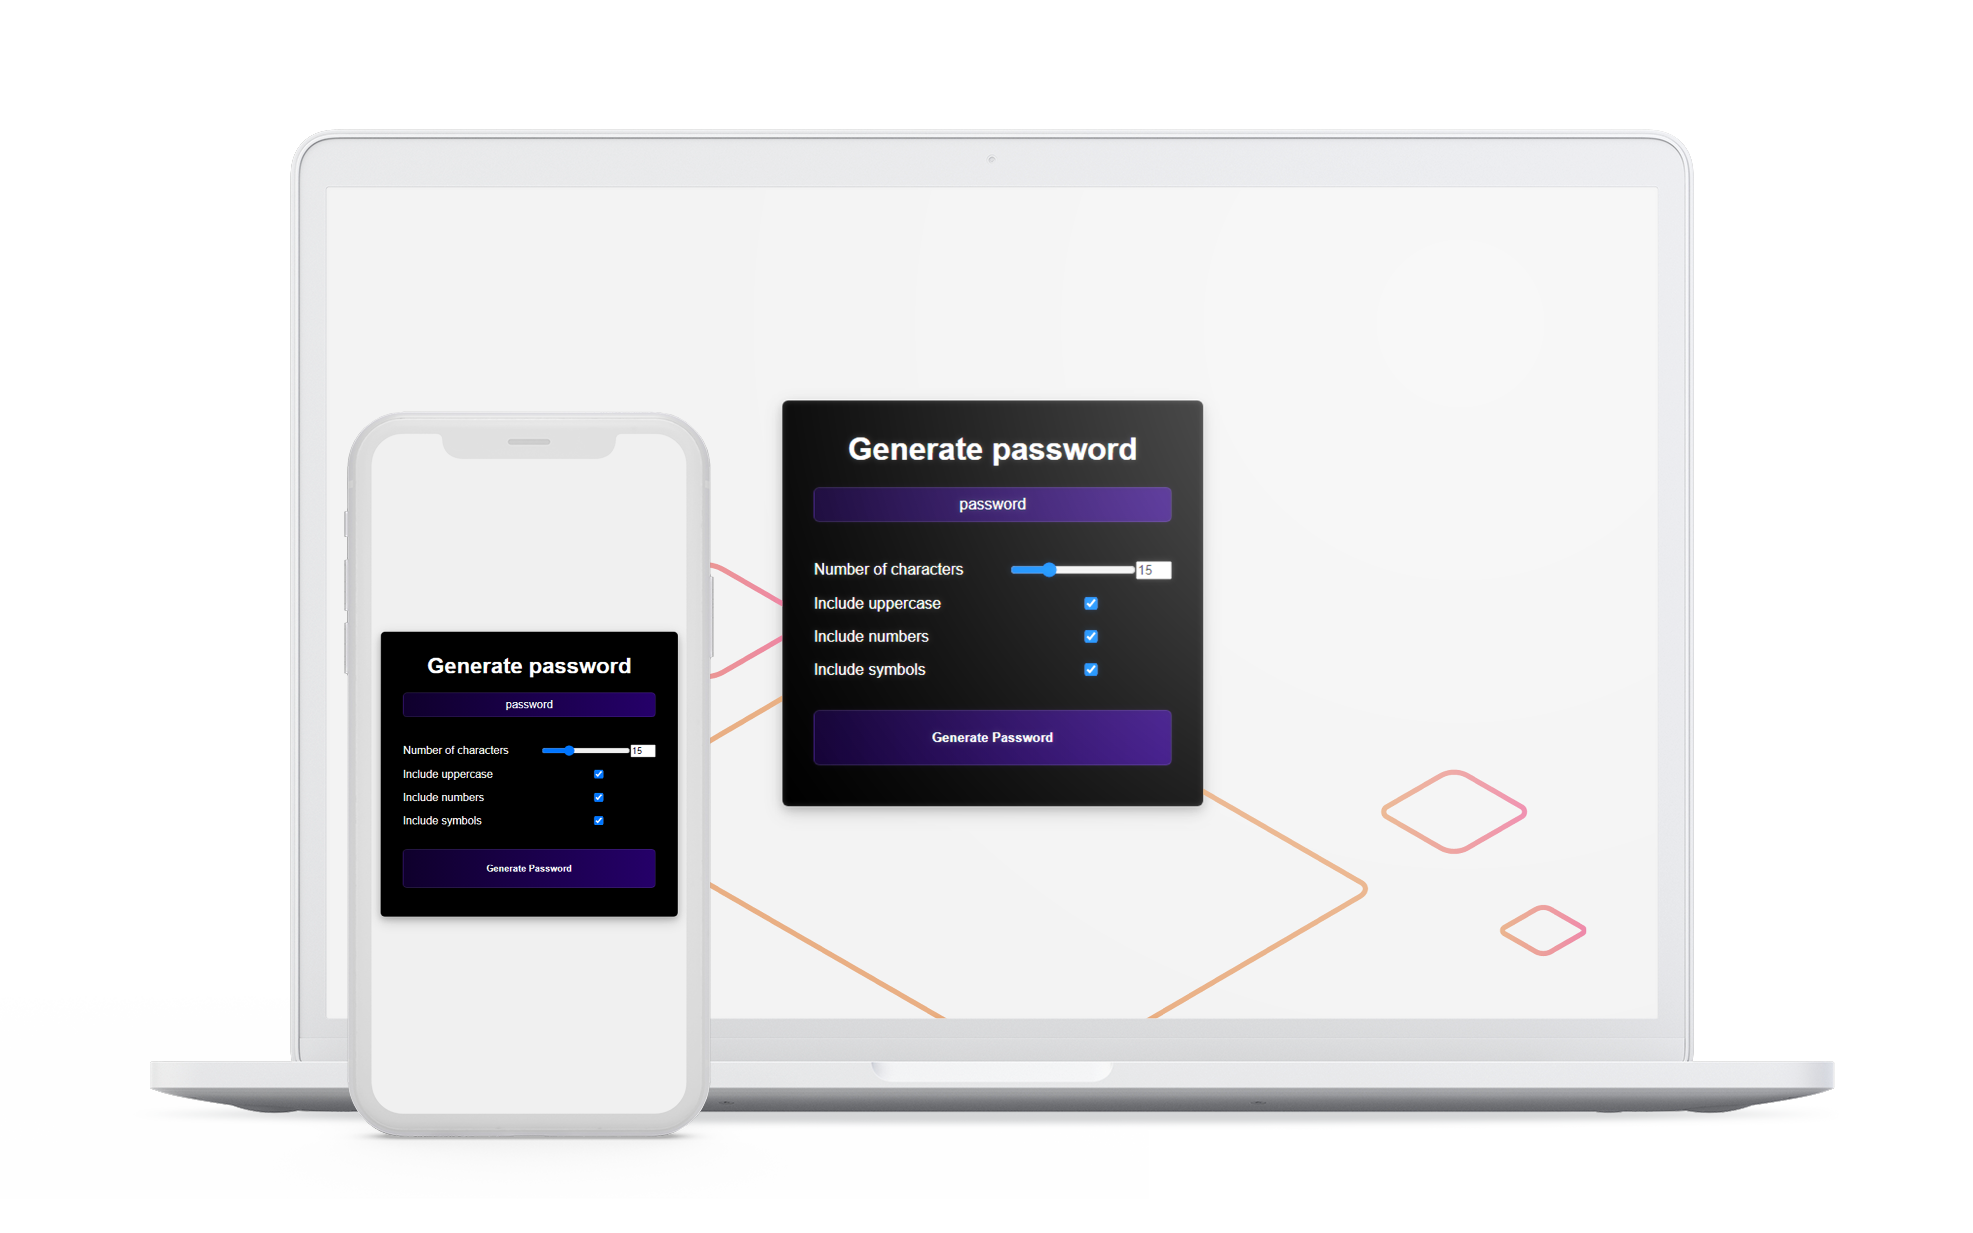 Generate password
password
Number of characters 15
Include uppercase
Include numbers
Include symbols
Generate Password
Generate password
password
Number of characters 15
Include uppercase
Include numbers
Include symbols
Generate Password